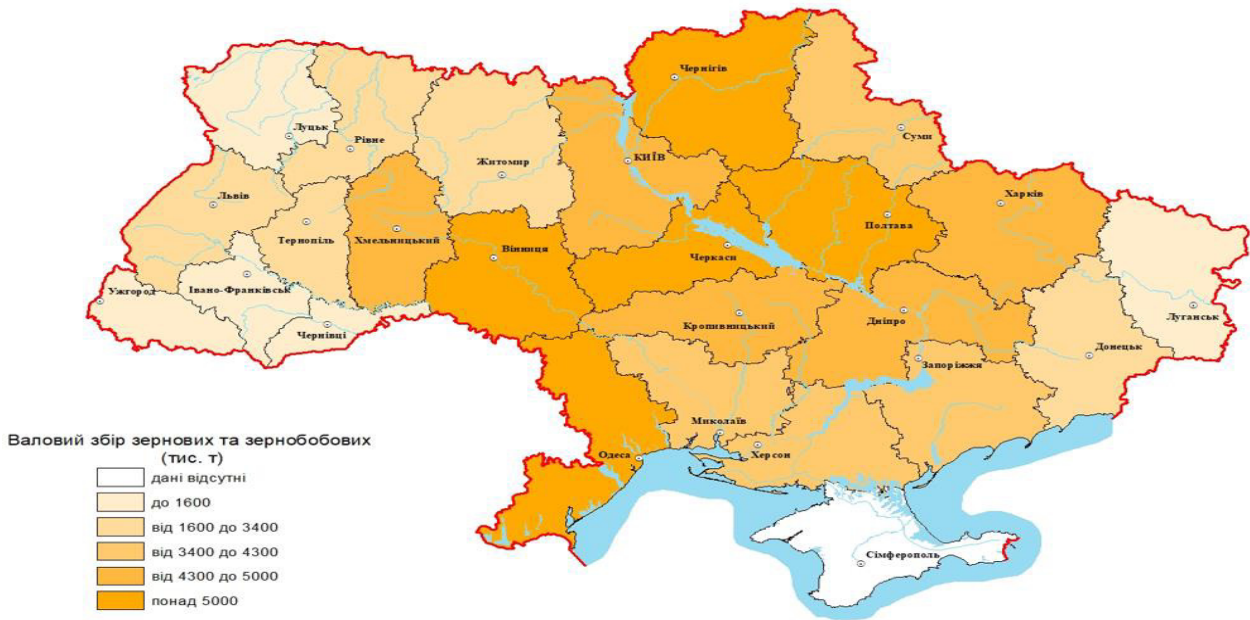 Чернігів
Суми
Луцьк
Рівне
КИЇВ
Житомир
Харків
Львів
Тернопіль
Хмельницький
Полтава
Вінниця
Черкаси
Ужгород
Івано-Франківськ
Чернівці
Кропивницький
Дніпро
Луганськ
Донецьк
Запоріжжя
Миколаїв
Херсон
Одеса
Сімферополь
Валовий збір зернових та зернобобових
(тис. т)
дані відсутні
до 1600
від 1600 до 3400
від 3400 до 4300
від 4300 до 5000
понад 5000